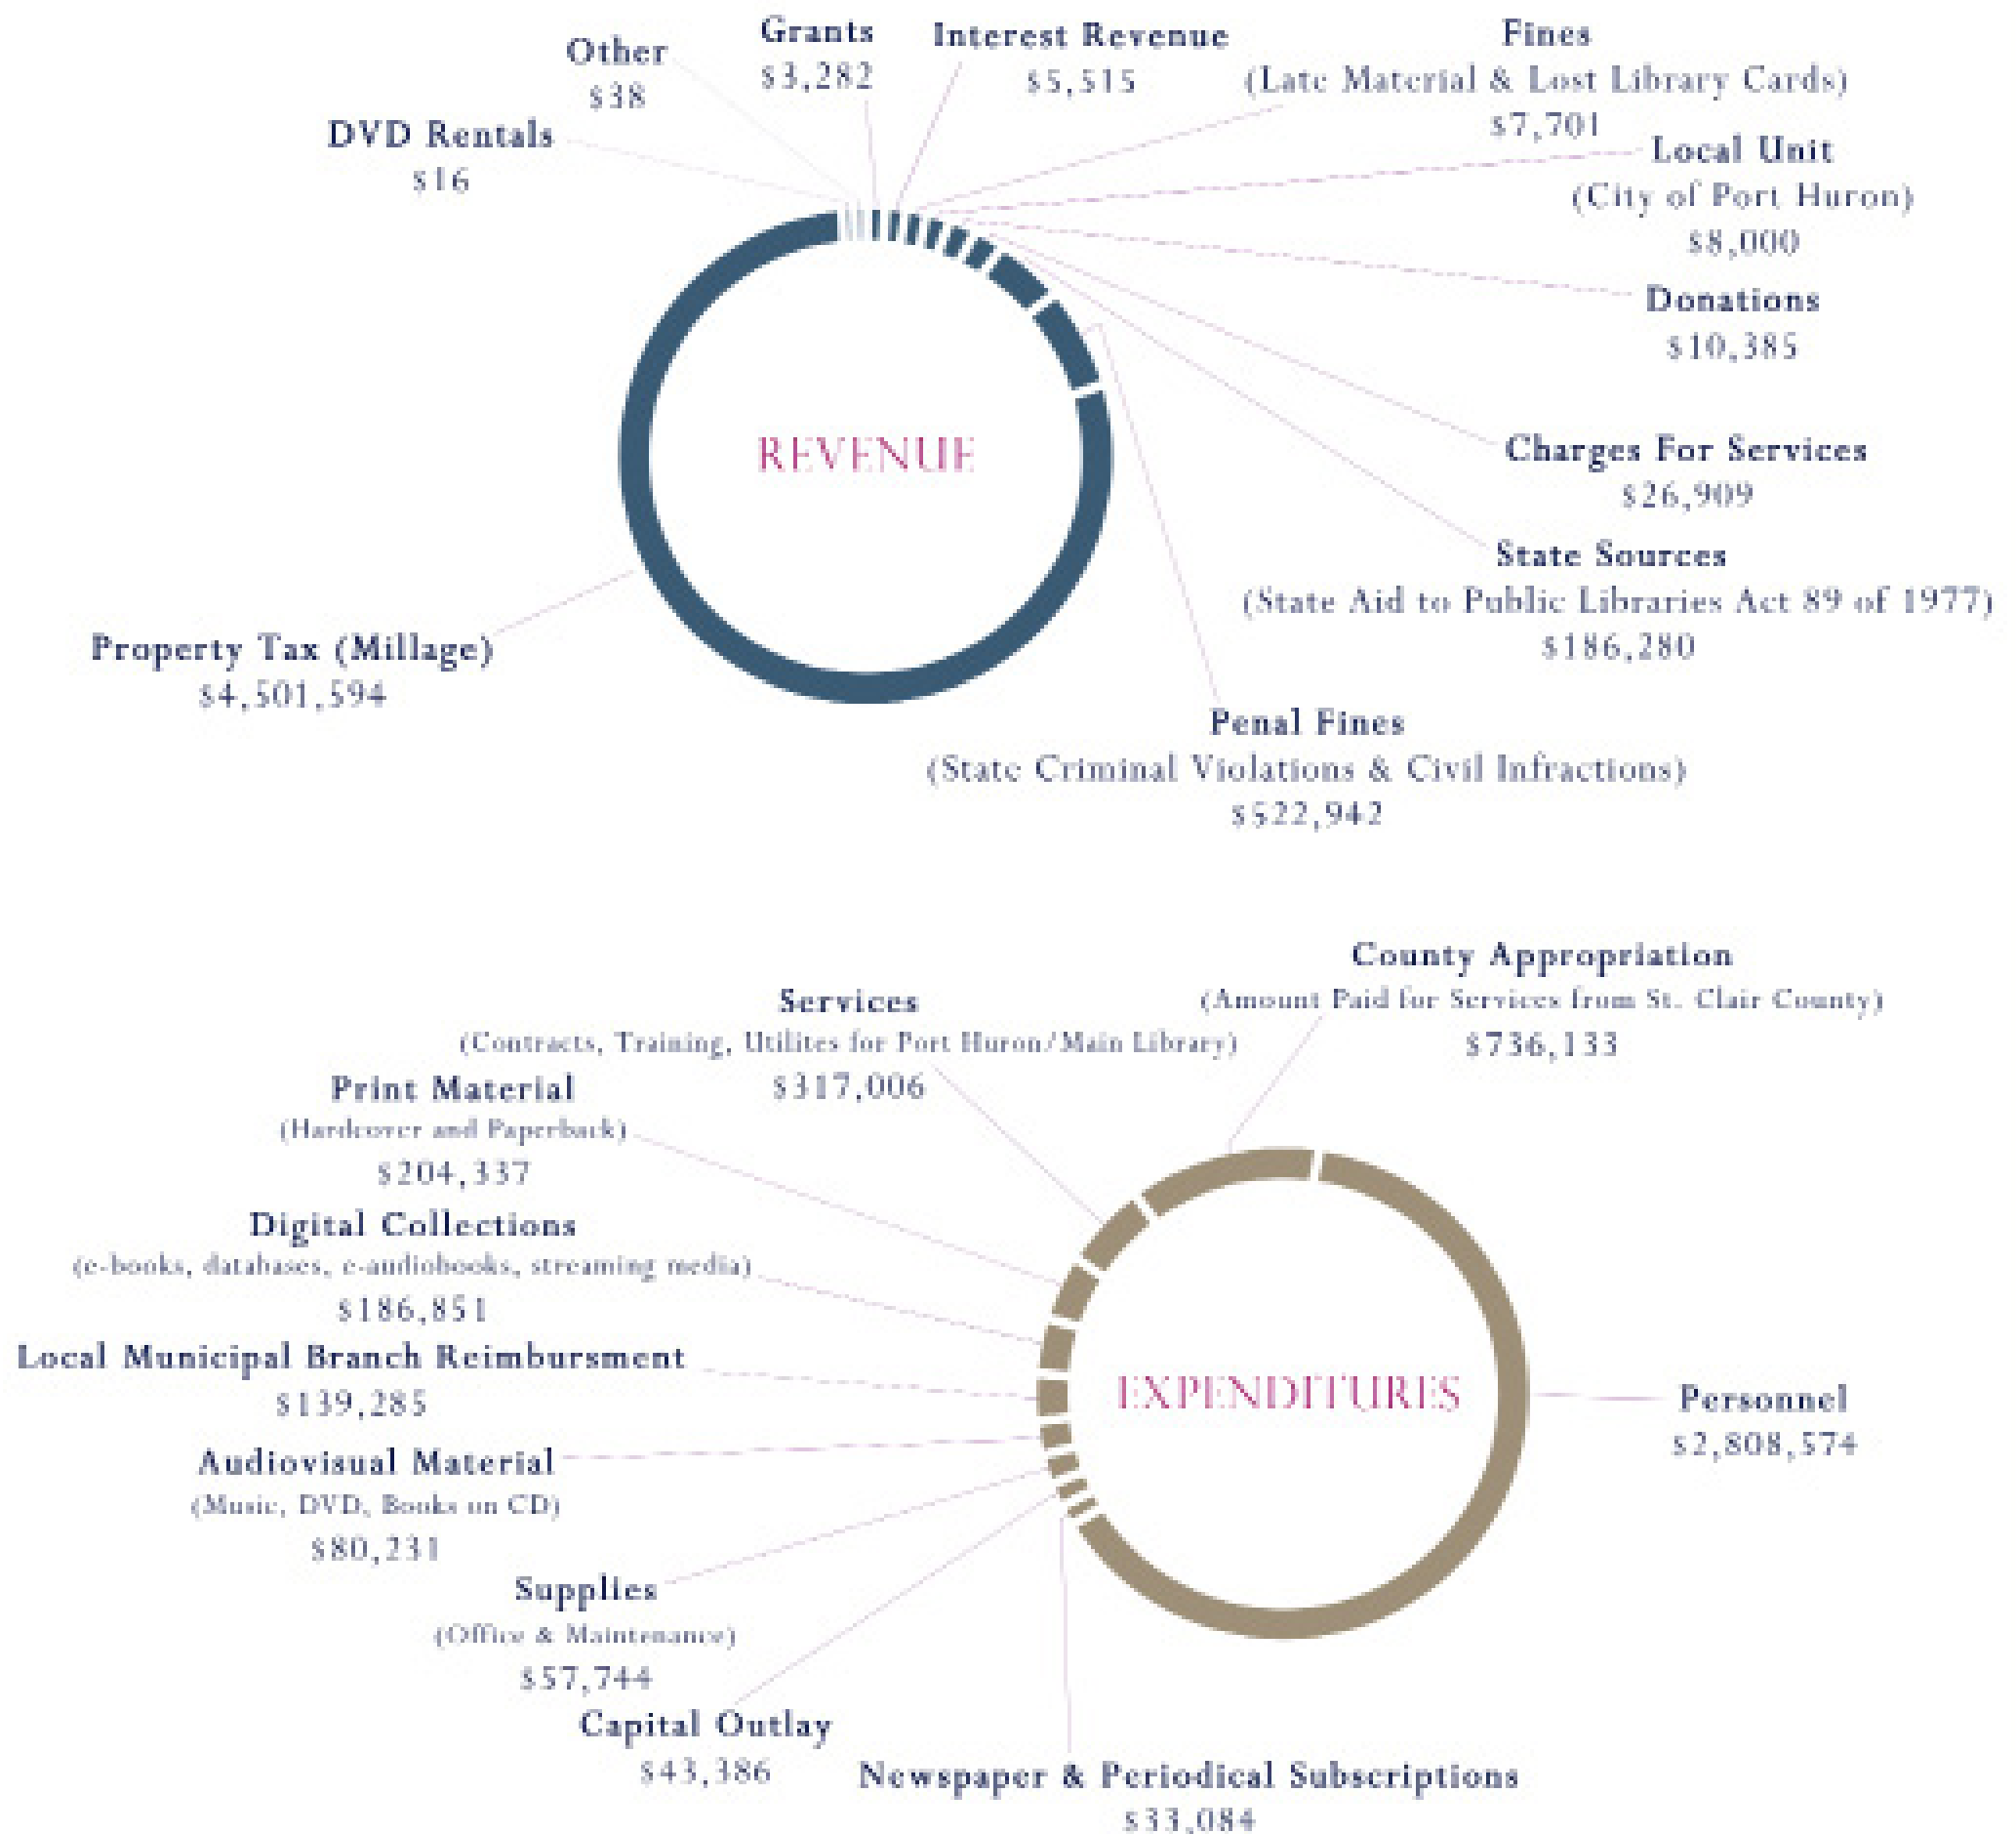 Grants
$3,282
Interest Revenue
$5,515
Fines
(Late Material & Lost Library Cards)
$7,701
Other
$38
DVD Rentals
$16
Local Unit
(City of Port Huron)
$8,000
Donations
$10,385
REVENUE
Charges For Services
$26,909
State Sources
(State Aid to Public Libraries Act 89 of 1977)
$186,280
Property Tax (Millage)
$4,501,594
Penal Fines
(State Criminal Violations & Civil Infractions)
$522,942
County Appropriation
(Amount Paid for Services from St. Clair County)
$736,133
Services
(Contracts, Training, Utilites for Port Huron/Main Library)
$317,006
Print Material
(Hardcover and Paperback)
$204,337
Digital Collections
(e-books, databases, e-audiobooks, streaming media)
$186,851
Local Municipal Branch Reimbursment
$139,285
EXPENDITURES
Personnel
$2,808,574
Audiovisual Material
(Music, DVD, Books on CD)
$80,231
Supplies
(Office & Maintenance)
$57,744
Capital Outlay
$43,386
Newspaper & Periodical Subscriptions
$33,084